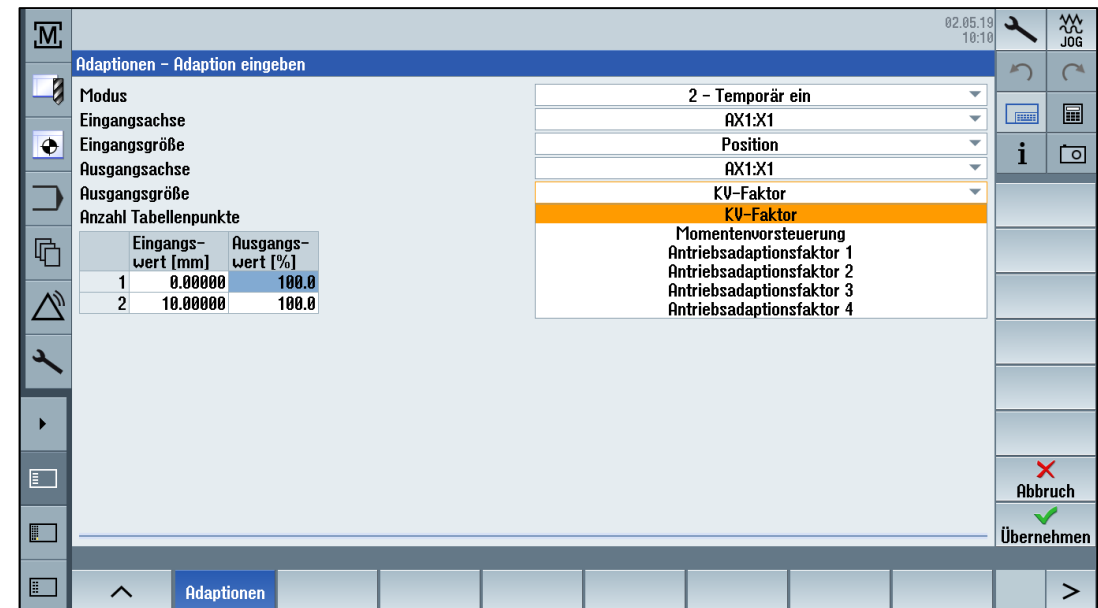 M
02.05.19
10:10
JOG
Adaptionen - Adaption eingeben
Modus
2 - Temporär ein
Eingangsachse
AX1:X1
Eingangsgröße
Position
Ausgangsachse
AX1:X1
Ausgangsgröße
KV-Faktor
Anzahl Tabellenpunkte
KV-Faktor
Momentenvorsteuerung
Antriebsadaptionsfaktor 1
Antriebsadaptionsfaktor 2
Antriebsadaptionsfaktor 3
Antriebsadaptionsfaktor 4
Eingangs-
wert [mm]
Ausgangs-
wert [%]
1 0.00000 100.0
2 10.00000 100.0
i
Abbruch
Übernehmen
Adaptionen
>